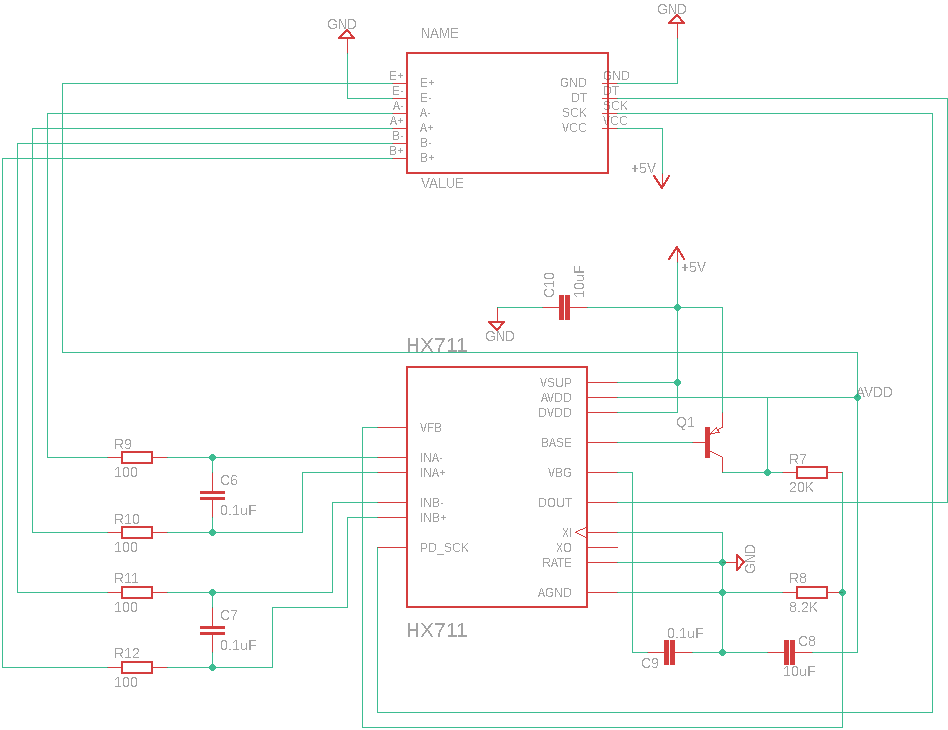 GND
GND
NAME
E+
E-
A-
A+
B-
B+
E+
E-
A-
A+
B-
B+
GND
DT
SCK
VCC
GND
DT
SCK
VCC
VALUE
+5V
+5V
C10
10uF
GND
HX711
VSUP
AVDD
DVDD
BASE
VBG
DOUT
XI
XO
RATE
AGND
VFB
INA-
INA+
INB-
INB+
PD_SCK
HX711
AVDD
Q1
R7
20K
GND
R8
8.2K
0.1uF
C9
C8
10uF
R9
100
C6
0.1uF
R10
100
R11
100
C7
0.1uF
R12
100